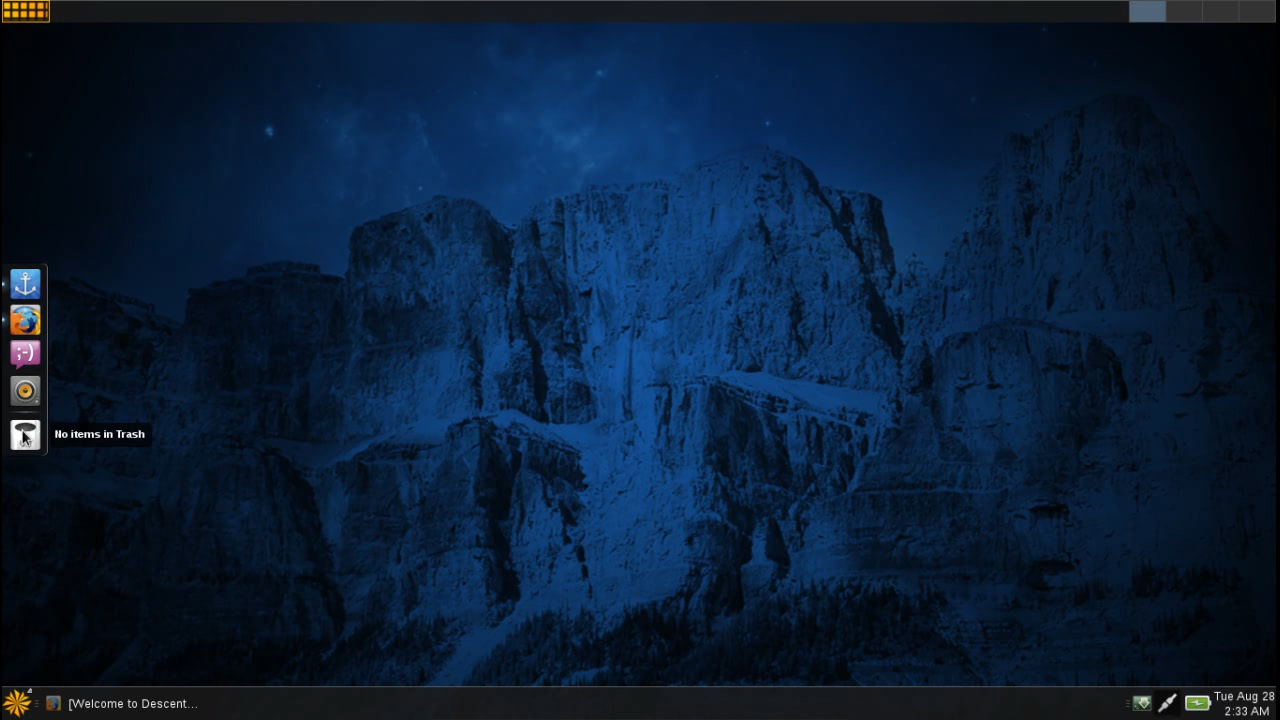 ;-)
No items in Trash
[Welcome to Descent...
Tue Aug 28
2:33 AM